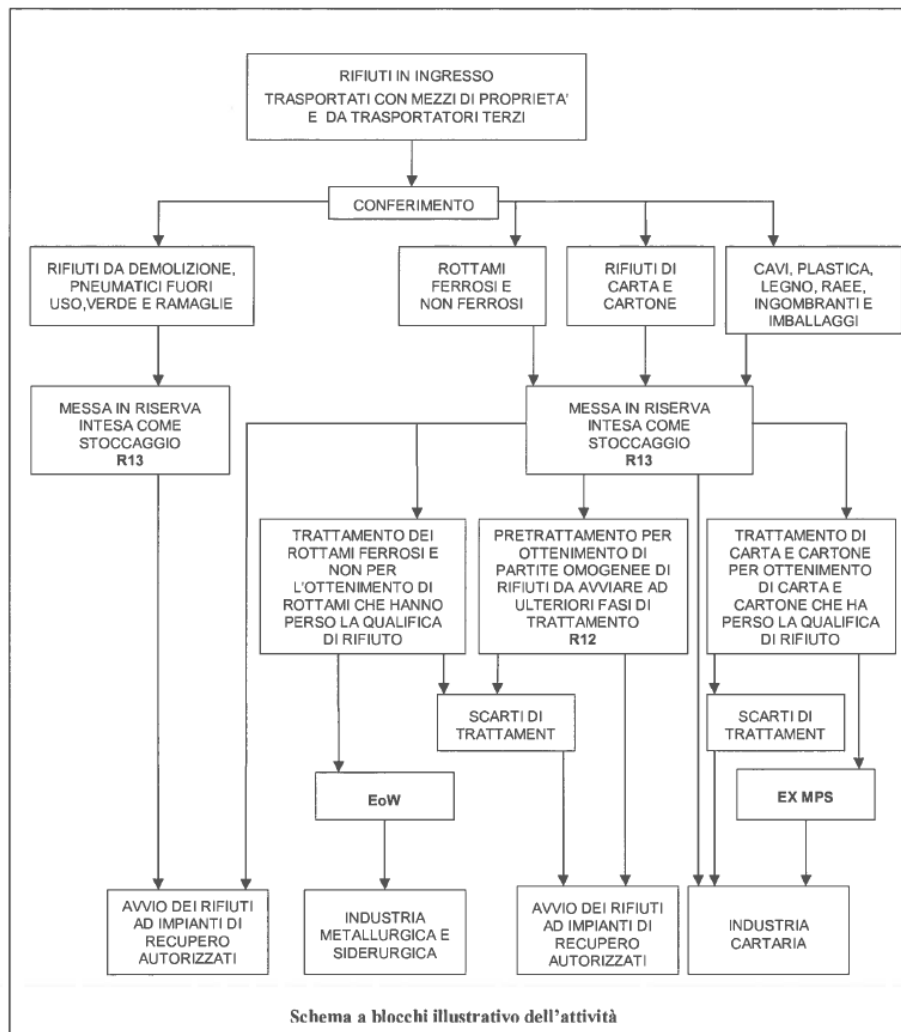 RIFIUTI IN INGRESSO
TRASPORTATI CON MEZZI DI PROPRIETA'
E DA TRASPORTATORI TERZI
CONFERIMENTO
RIFIUTI DA DEMOLIZIONE,
PNEUMATICI FUORI
USO,VERDE E RAMAGLIE
ROTTAMI
FERROSI E
NON FERROSI
RIFIUTI DI
CARTA E
CARTONE
CAVI, PLASTICA,
LEGNO, RAEE,
INGOMBRANTI E
IMBALLAGGI
MESSA IN RISERVA
INTESA COME
STOCCAGGIO
R13
MESSA IN RISERVA
INTESA COME
STOCCAGGIO
R13
TRATTAMENTO DEI
ROTTAMI FERROSI E
NON PER
L'OTTENIMENTO DI
ROTTAMI CHE HANNO
PERSO LA QUALIFICA
DI RIFIUTO
PRETRATTAMENTO PER
OTTENIMENTO DI
PARTITE OMOGENEE DI
RIFIUTI DA AVVIARE AD
ULTERIORI FASI DI
TRATTAMENTO
R12
TRATTAMENTO DI
CARTA E CARTONE
PER OTTENIMENTO
DI CARTA E
CARTONE CHE HA
PERSO LA QUALIFICA
DI RIFIUTO
SCARTI DI
TRATTAMENT
SCARTI DI
TRATTAMENT
EoW
EX MPS
AVVIO DEI RIFIUTI
AD IMPIANTI DI
RECUPERO
AUTORIZZATI
INDUSTRIA
METALLURGICA E
SIDERURGICA
AVVIO DEI RIFIUTI
AD IMPIANTI DI
RECUPERO
AUTORIZZATI
INDUSTRIA
CARTARIA
Schema a blocchi illustrativo dell'attività